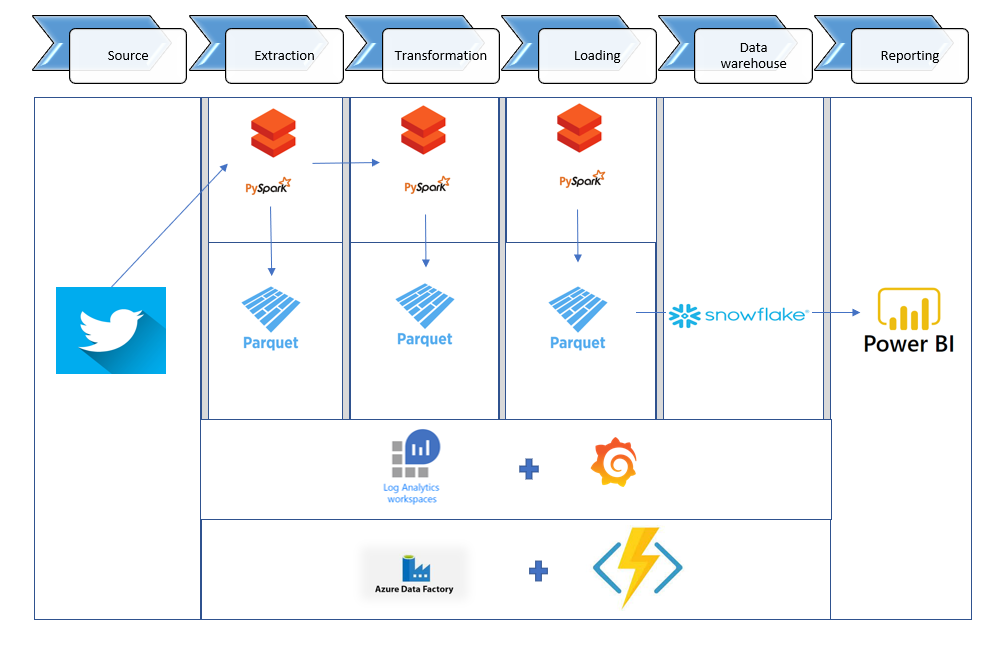 Source
Extraction
Transformation
Loading
Data
warehouse
Reporting
PySpark
PySpark
PySpark
Parquet
Parquet
Parquet
snowflake®
Power BI
Log Analytics
workspaces
Azure Data Factory